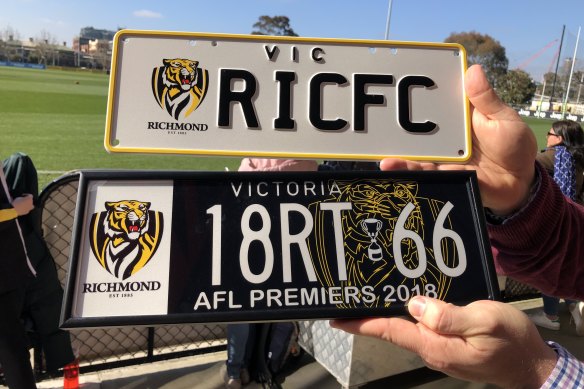 VIC
RICFC
RICHMOND
EST 1885
VICTORIA
18RT 66
RICHMOND
EST 1885
AFL PREMIERS 2018